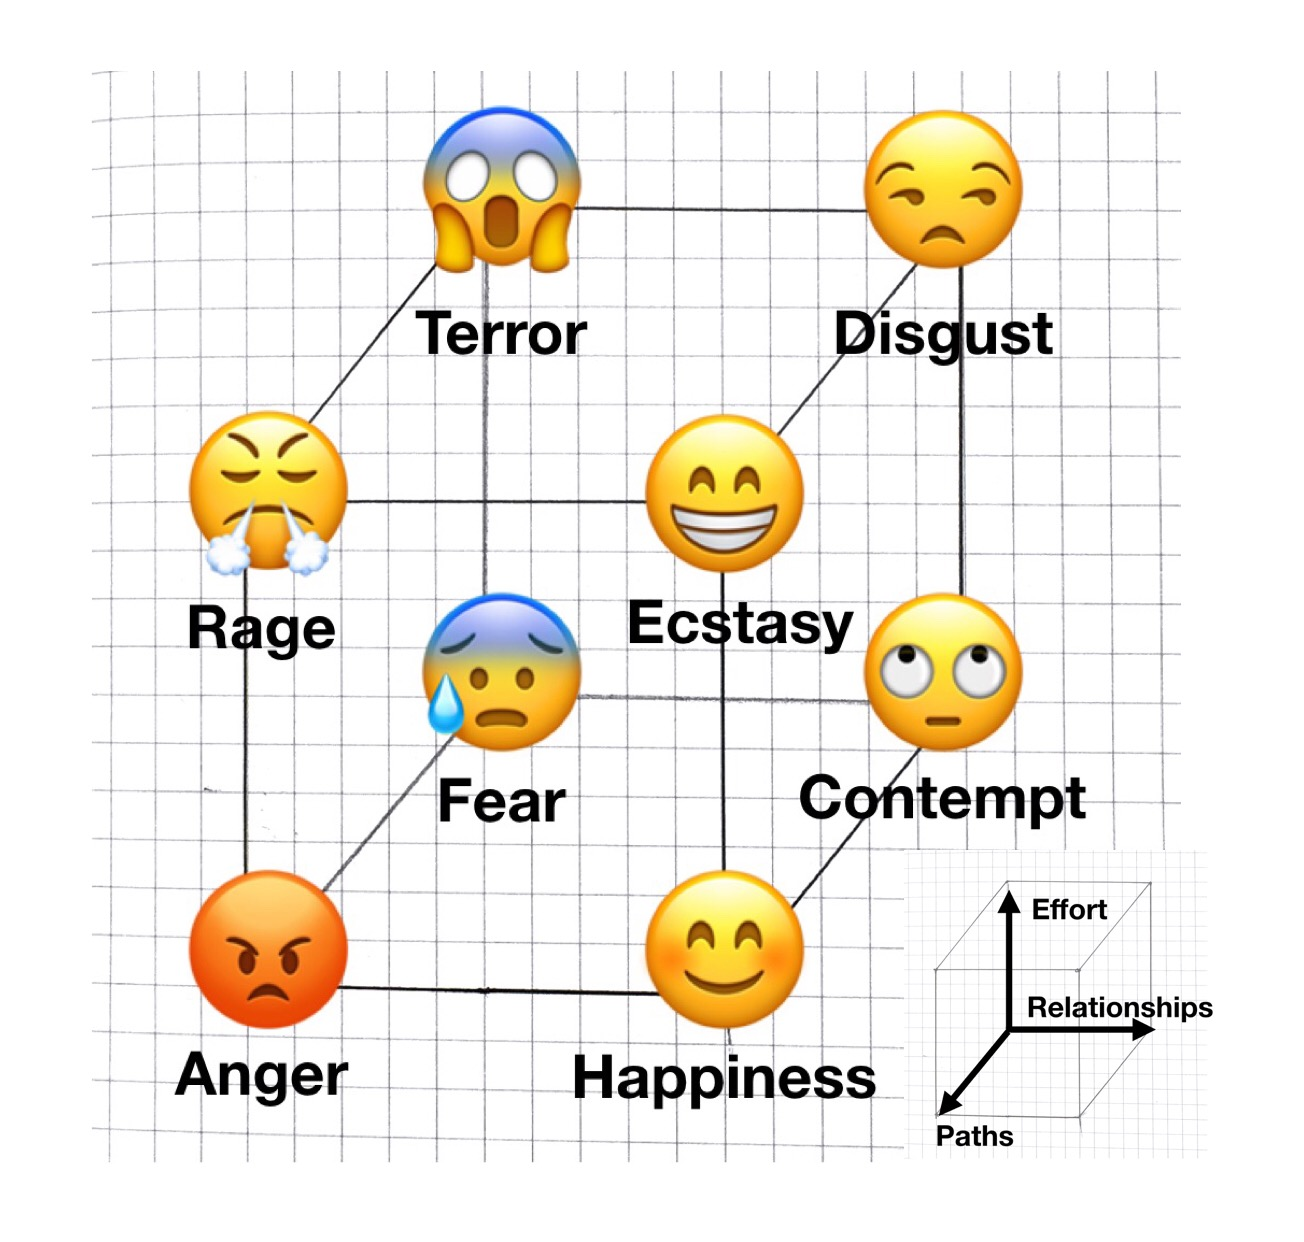 Terror
Disgust
Rage
Ecstasy
Fear
Contempt
Anger
Happiness
Effort
Relationships
Paths